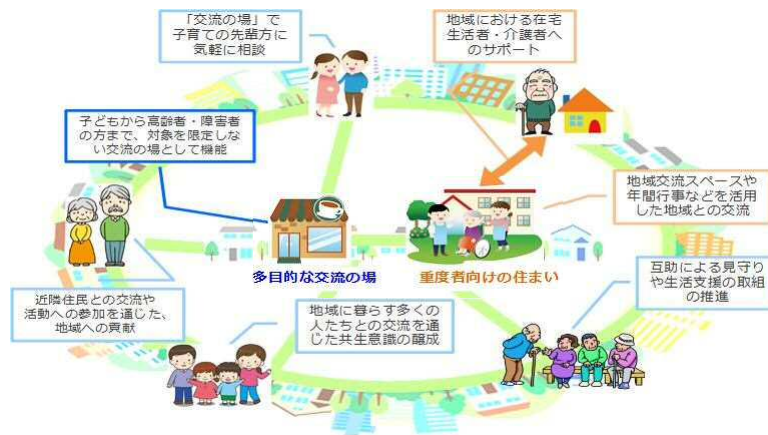 「交流の場」で
子育ての先輩方に
気軽に相談
地域における在宅
生活者・介護者へ
のサポート
子どもから高齢者・障害者
の方まで、対象を限定しな
い交流の場として機能
地域交流スペースや
年間行事などを活用
した地域との交流
多目的な交流の場
重度者向けの住まい
互助による見守り
や生活支援の取組
の推進
近隣住民との交流や
活動への参加を通じた、
地域への貢献
地域に暮らす多くの
人たちとの交流を通
じた共生意識の醸成